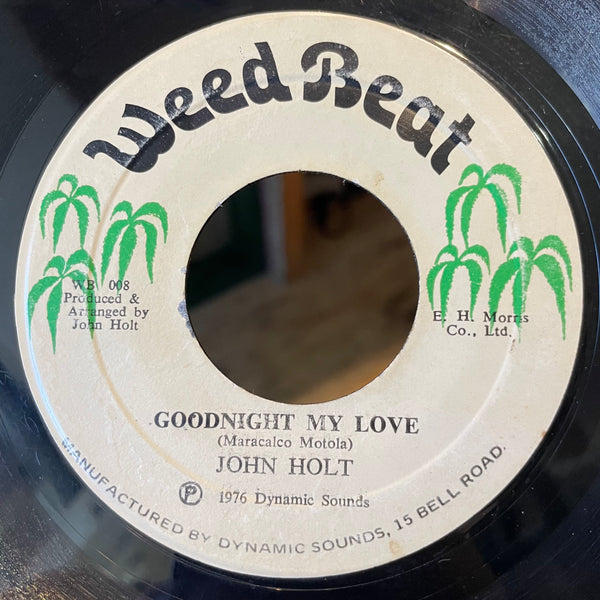 Weed Beat
WB 008
Produced &
Arranged by
John Holt
E. H. Morris
Co., Ltd.
GOODNIGHT MY LOVE
(Maracalco Motola)
JOHN HOLT
Ⓟ 1976 Dynamic Sounds
MANUFACTURED BY DYNAMIC SOUNDS, 15 BELL ROAD.